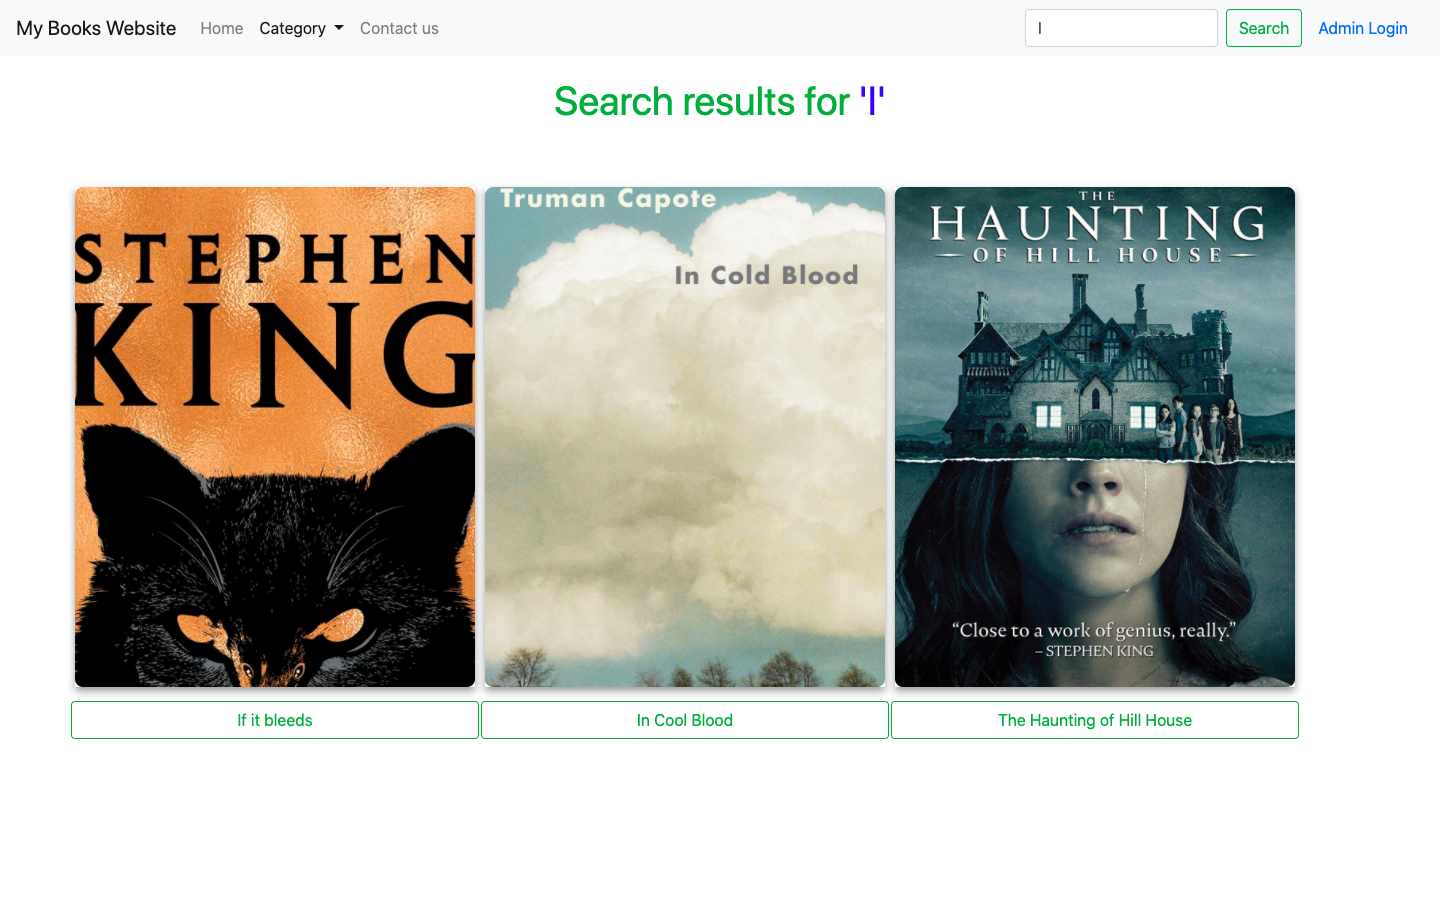 My Books Website Home Category Contact us l Search Admin Login
Search results for 'l'
STEPHEN
KING
Truman Capote
In Cold Blood
THE
HAUNTING
OF HILL HOUSE
“Close to a work of genius, really.”
– STEPHEN KING
If it bleeds
In Cool Blood
The Haunting of Hill House